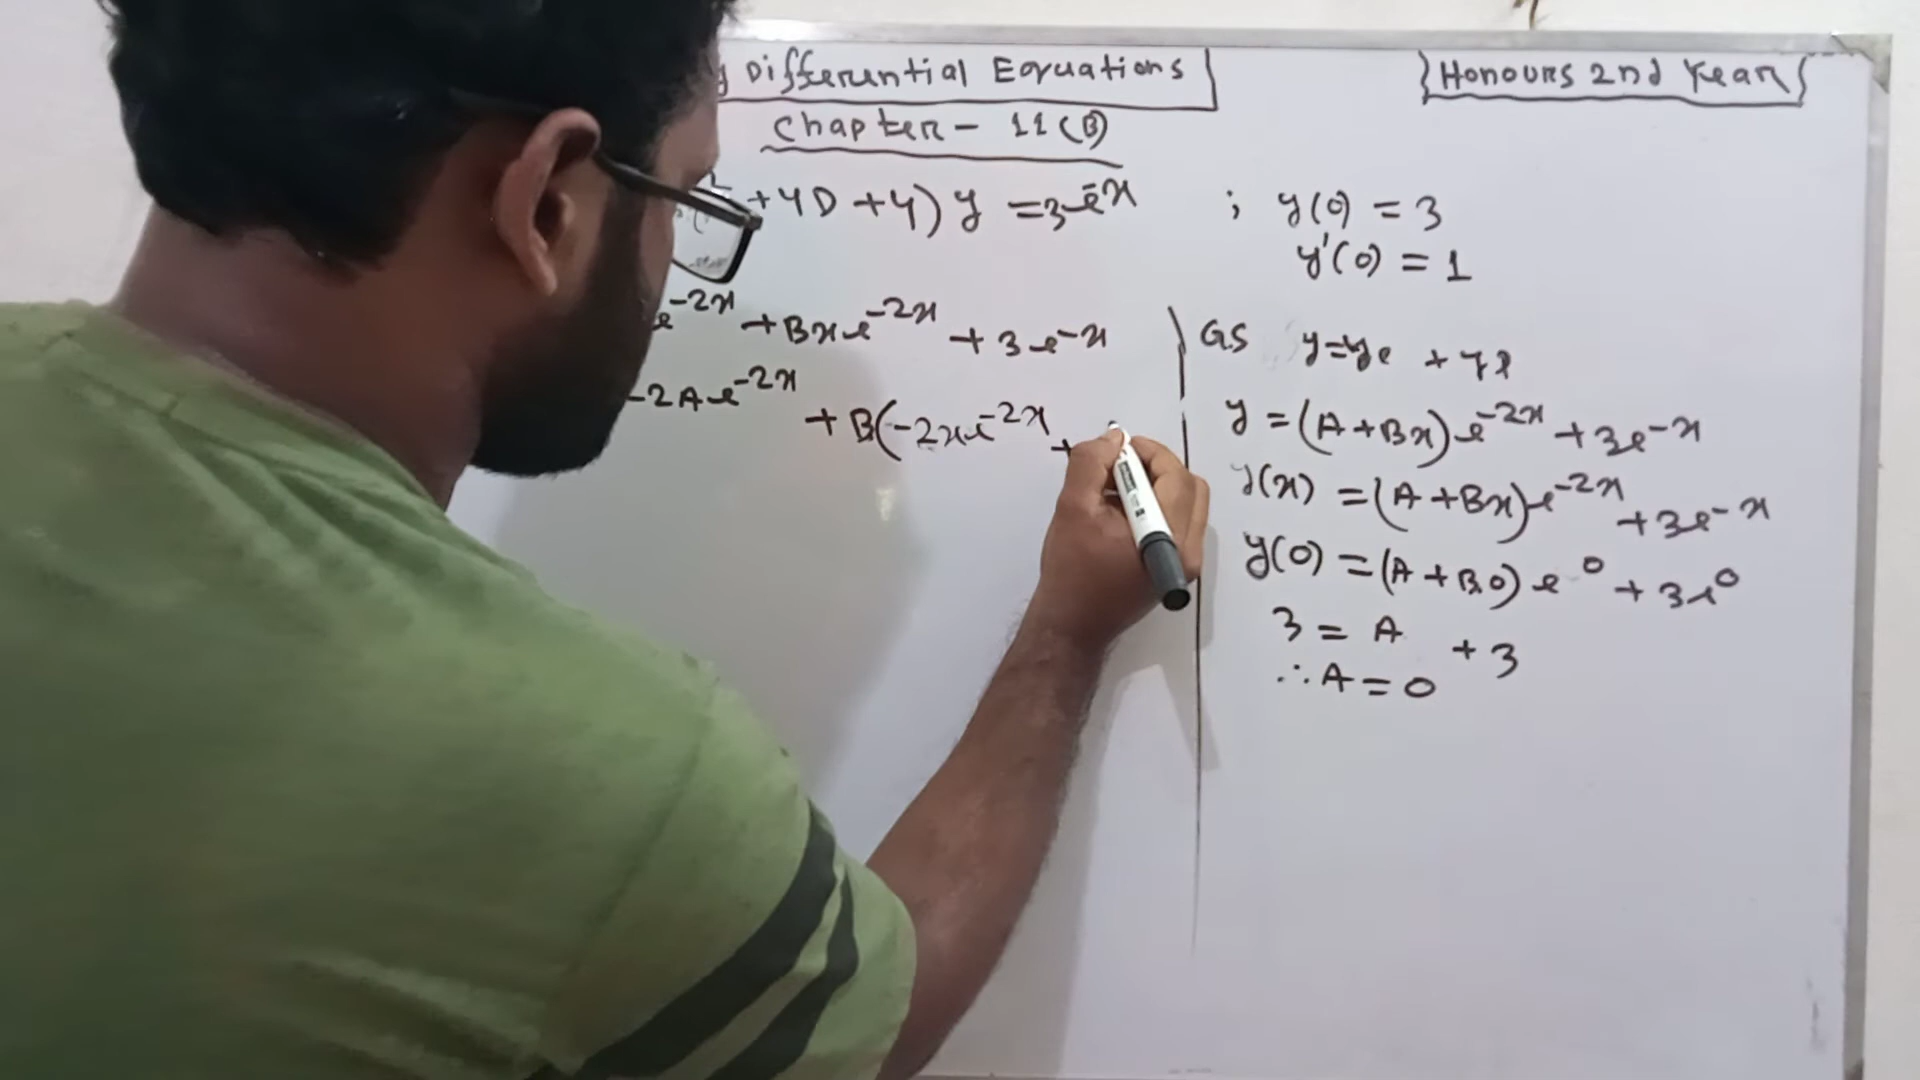 Differential Equations
Honours 2nd Year
Chapter - 11(B)
+4D +4) y = 3e^-x ; y(0) = 3
y'(0) = 1
e^-2x + Bxe^-2x + 3e^-x
-2Ae^-2x + B(-2xe^-2x +
GS y=yc + yp
y = (A+Bx)e^-2x + 3e^-x
y(x) = (A+Bx)e^-2x + 3e^-x
y(0) = (A+B.0) e^0 + 3e^0
3 = A + 3
∴A = 0